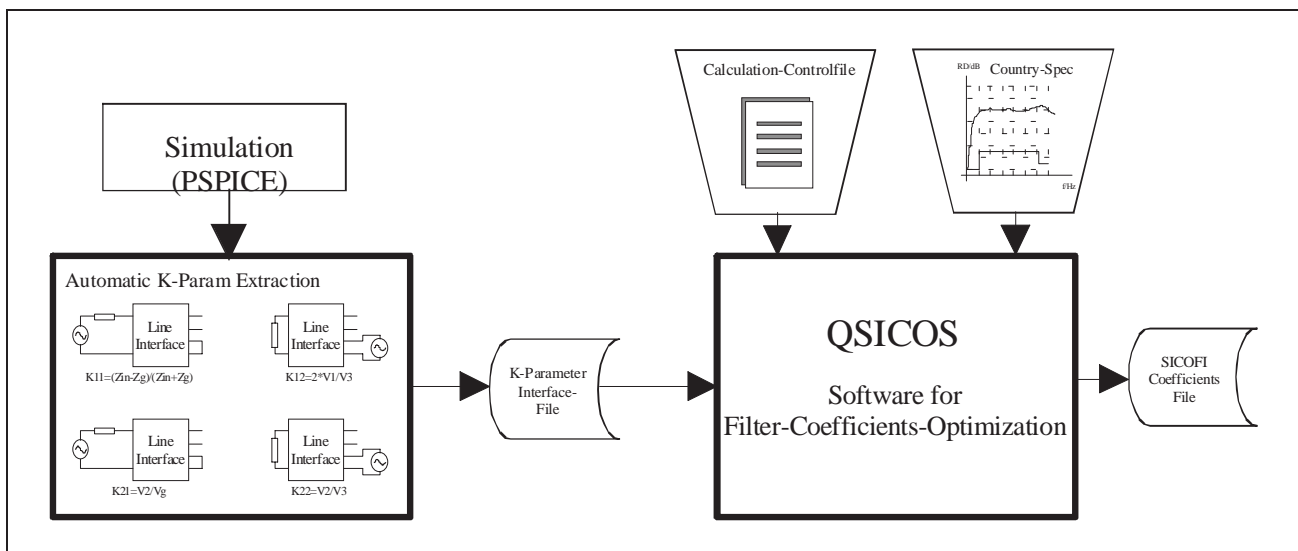 Simulation
(PSPICE)
Calculation-Controlfile
RD/dB
Country-Spec
f/Hz
Automatic K-Param Extraction
Line
Interface
K11=(Zin-Zg)/(Zin+Zg)
Line
Interface
K12=2*V1/V3
Line
Interface
K21=V2/Vg
Line
Interface
K22=V2/V3
K-Parameter
Interface-
File
QSICOS
Software for
Filter-Coefficients-Optimization
SICOFI
Coefficients
File